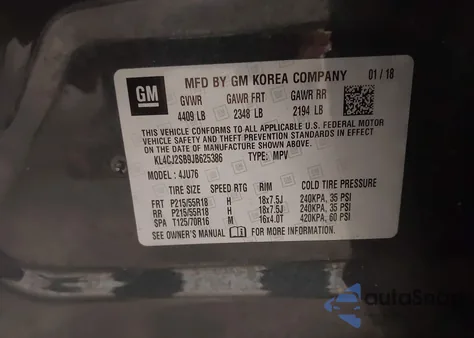 GM
MFD BY GM KOREA COMPANY 01 / 18
GVWR GAWR FRT GAWR RR
4409 LB 2348 LB 2194 LB
THIS VEHICLE CONFORMS TO ALL APPLICABLE U.S. FEDERAL MOTOR
VEHICLE SAFETY AND THEFT PREVENTION STANDARDS IN EFFECT
ON THE DATE OF MANUFACTURE SHOWN ABOVE.
KL4CJ2SB9JB625386 TYPE: MPV
MODEL: 4JU76
TIRE SIZE SPEED RTG RIM COLD TIRE PRESSURE
FRT P215/55R18 H 18x7.5J 240KPA, 35 PSI
RR P215/55R18 H 18x7.5J 240KPA, 35 PSI
SPA T125/70R16 M 16x4.0T 420KPA, 60 PSI
SEE OWNER'S MANUAL FOR MORE INFORMATION.
autoSnap